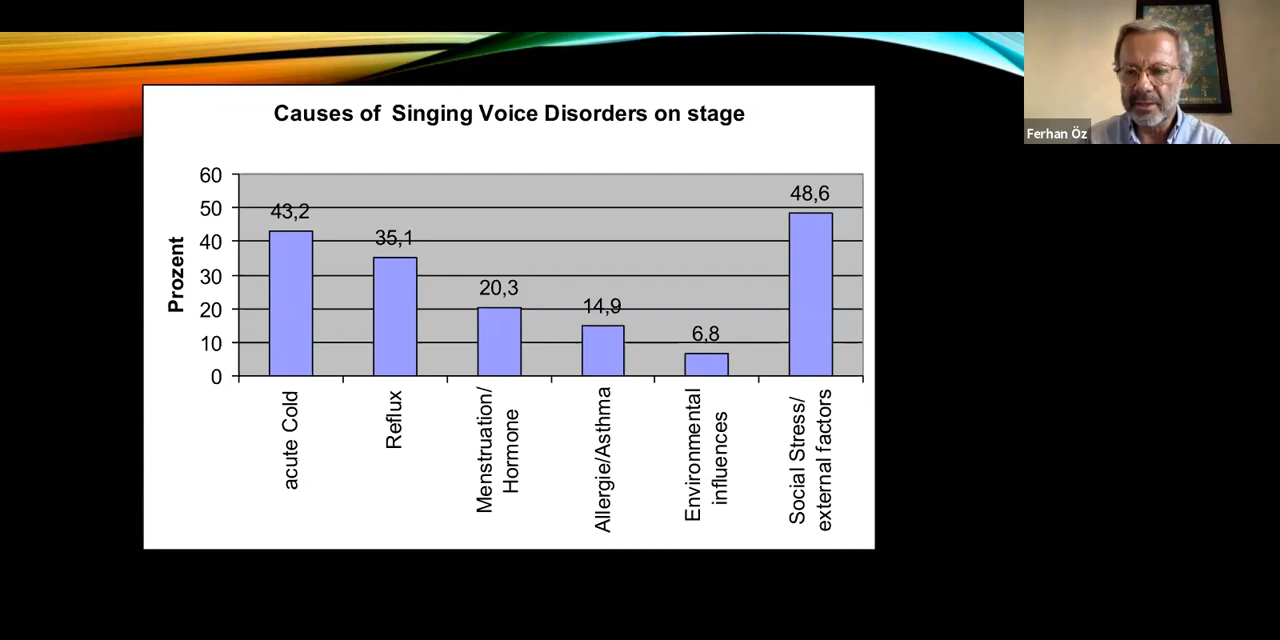 Causes of  Singing Voice Disorders on stage
Prozent
60
50
40
30
20
10
0
43,2
35,1
20,3
14,9
6,8
48,6
acute Cold
Reflux
Menstruation/
Hormone
Allergie/Asthma
Environmental
influences
Social Stress/
external factors
Ferhan Öz